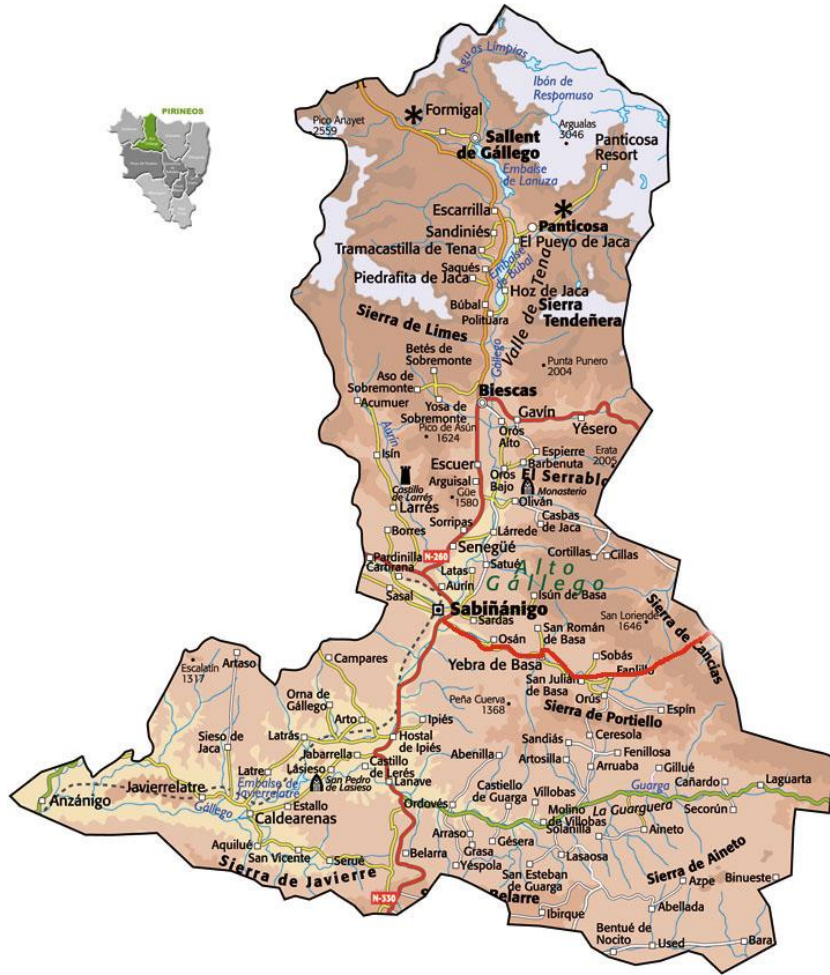 PIRINEOS
Aguas Limpias
Ibón de
Respomuso
Pico Anayet
2559
Formigal
Sallent
de Gállego
Argualas
3046
Panticosa
Resort
Embalse
de Lanuza
Escarrilla
Panticosa
Sandiniés
El Pueyo de Jaca
Tramacastilla de Tena
Saqués
Embalse
de Búbal
Piedrafita de Jaca
Hoz de Jaca
Valle de Tena
Búbal
Sierra
Tendeñera
Polituara
Sierra de Limes
Gállego
Betés de
Sobremonte
Punta Punero
2004
Aso de
Sobremonte
Biescas
Acumuer
Yosa de
Sobremonte
Gavín
Yésero
Pico de Asún
1624
Orós
Alto
Aurín
Isín
Espierre
Erata
2005
Escuer
Barbenuta
Orós
Bajo
El Serrablo
Castillo
de Larrés
Arguisal
Güe
1580
Monasterio
Oliván
Larrés
Sorripas
Casbas
de Jaca
Borres
Lárrede
N-260
Senegüé
Pardinilla
Cartirana
Cortillas
Cillas
Latas
Satué
Alto
Gállego
Aurín
Sasal
Isún de Basa
Sabiñánigo
San Loriende
1646
Sierra de Cancias
Sardas
San Román
de Basa
Osán
Sobás
Yebra de Basa
Fanlillo
Campares
Escalatín
1317
Artaso
San Julián
de Basa
Orús
Peña Cuerva
1368
Orna de
Gállego
Espín
Sierra de Portiello
Arto
Ipiés
Sieso de
Jaca
Latrás
Hostal
de Ipiés
Sandiás
Ceresola
Jabarrella
Abenilla
Fenillosa
Artosilla
Castillo
de Lerés
Latre
Lásieso
San Pedro
de Lasieso
Arruaba
Gillué
Lanave
Cañardo
Laguarta
Javierrelatre
Embalse de
Javierrelatre
Castiello
de Guarga
Guarga
Anzánigo
Villobas
Ordovés
Gállego
Estallo
Molino
de Villobas
La Guarguera
Secorún
Caldearenas
Solanilla
Aineto
Arraso
Grasa
Gésera
Aquilué
Belarra
San Vicente
Serué
Yéspola
Lasaosa
Sierra de Javierre
San Esteban
de Guarga
Sierra de Aineto
Azpe
Binueste
N-330
Belarre
Ibirque
Abellada
Bentué de
Nocito
Used
Bara